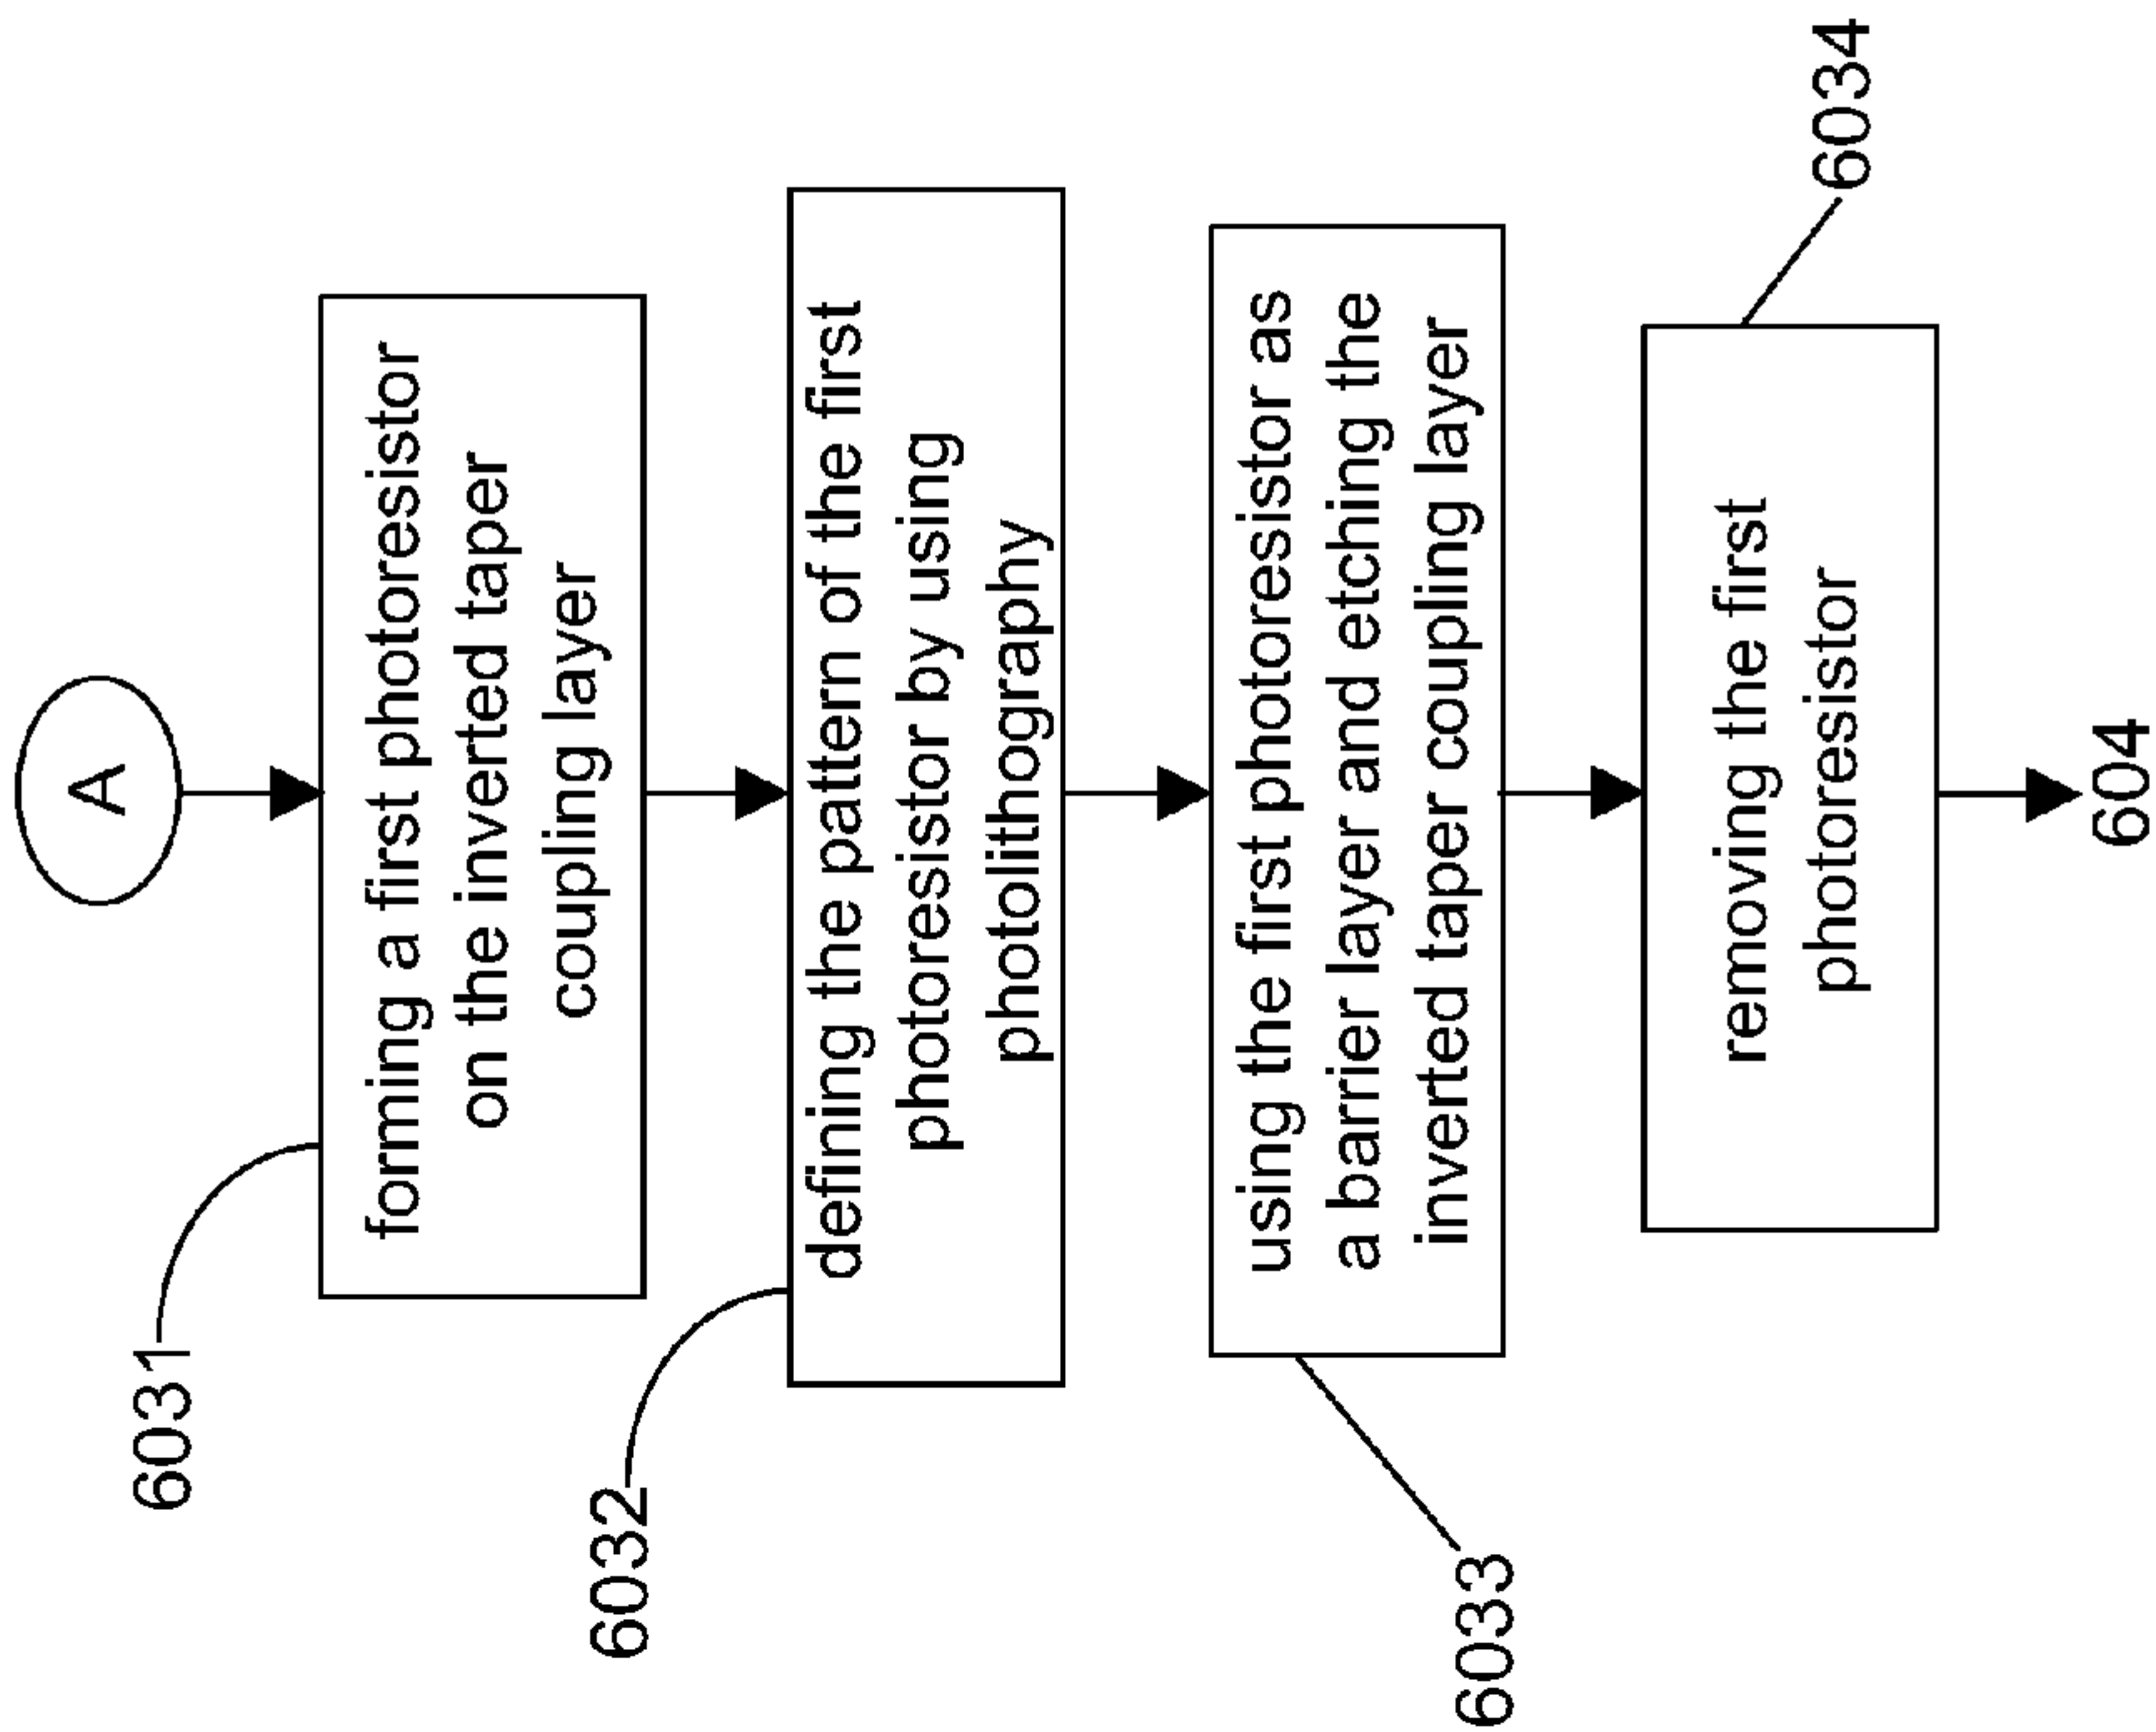 A
6031
forming a first photoresistor
on the inverted taper
coupling layer
6032
defining the pattern of the first
photoresistor by using
photolithography
6033
using the first photoresistor as
a barrier layer and etching the
inverted taper coupling layer
6034
removing the first
photoresistor
604